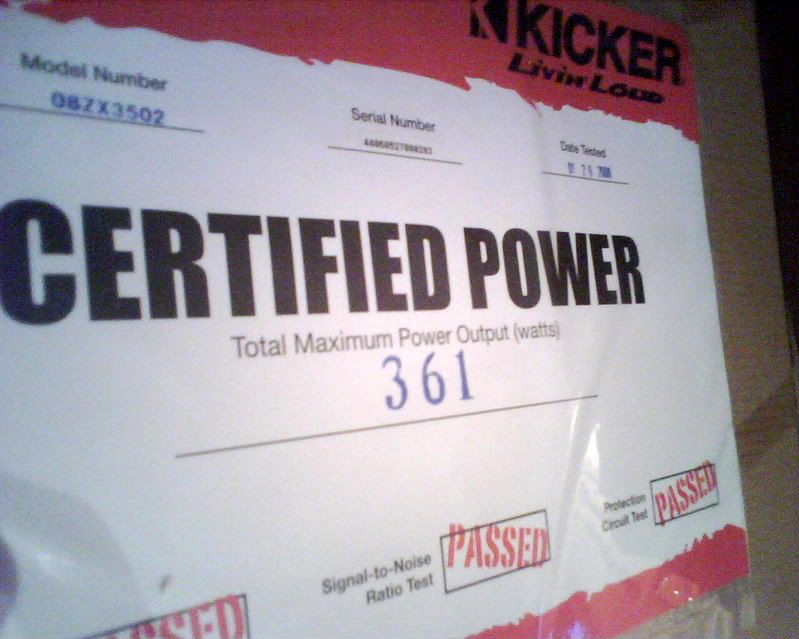 KICKER
Livin' Loud
Model Number
08ZX3502
Serial Number
Date Tested
CERTIFIED POWER
Total Maximum Power Output (watts)
361
Protection
Circuit Test
PASSED
Signal-to-Noise
Ratio Test
PASSED
PASSED